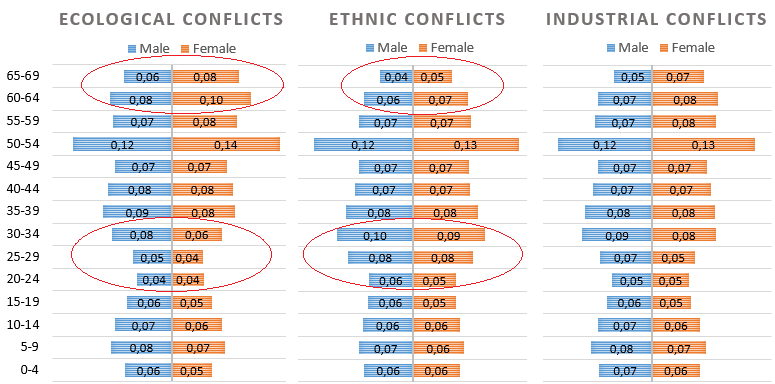 ECOLOGICAL CONFLICTS ETHNIC CONFLICTS INDUSTRIAL CONFLICTS
Male Female Male Female Male Female
65-69 0,06 0,08 0,04 0,05 0,05 0,07
60-64 0,08 0,10 0,06 0,07 0,07 0,08
55-59 0,07 0,08 0,07 0,07 0,07 0,08
50-54 0,12 0,14 0,12 0,13 0,12 0,13
45-49 0,07 0,07 0,07 0,07 0,07 0,07
40-44 0,08 0,08 0,07 0,07 0,07 0,07
35-39 0,09 0,08 0,08 0,08 0,08 0,08
30-34 0,08 0,06 0,10 0,09 0,09 0,08
25-29 0,05 0,04 0,08 0,08 0,07 0,05
20-24 0,04 0,04 0,06 0,05 0,05 0,05
15-19 0,06 0,05 0,06 0,05 0,06 0,05
10-14 0,07 0,06 0,06 0,06 0,07 0,06
5-9 0,08 0,07 0,07 0,06 0,08 0,07
0-4 0,06 0,05 0,06 0,06 0,07 0,06